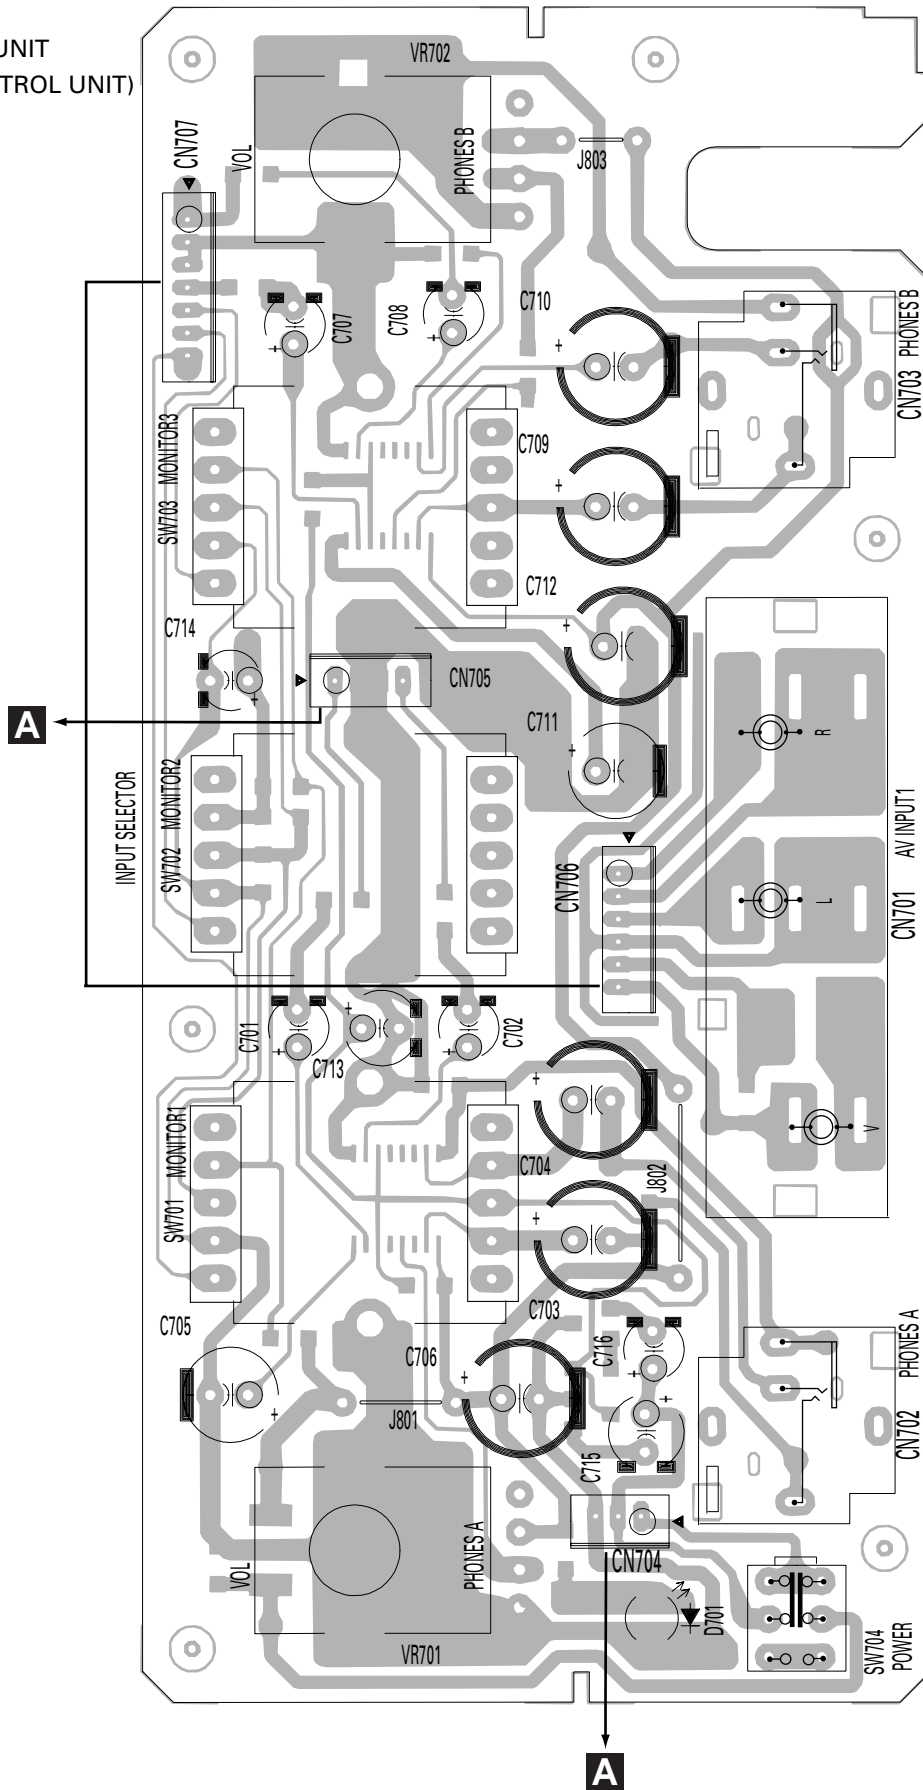 UNIT
TROL UNIT)
VR702
CN707
VOL
PHONES B
J803
C707
C708
C710
PHONES B
CN703
MONITOR3
SW703
C709
C712
C714
CN705
A
C711
R
INPUT SELECTOR
MONITOR2
SW702
CN706
AV INPUT1
CN701
L
C701
C713
C702
V
MONITOR1
SW701
C704
J802
C705
C706
C703
C716
PHONES A
CN702
J801
C715
VOL
PHONES A
CN704
D701
VR701
SW704
POWER
A